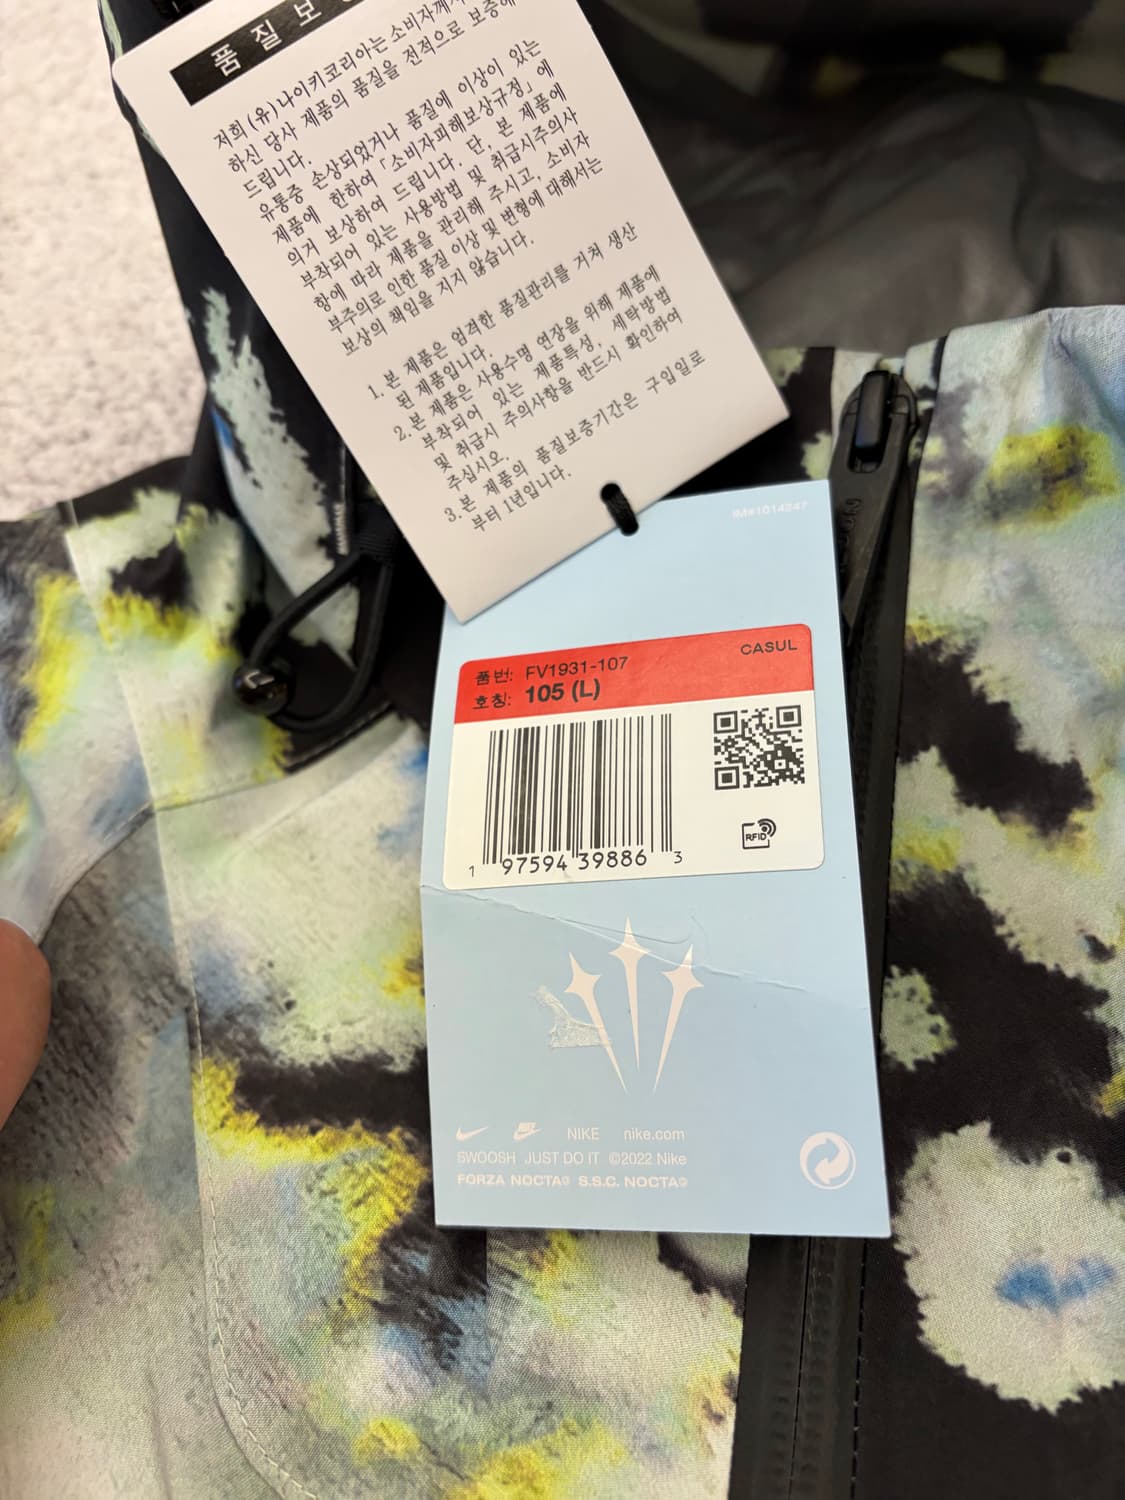 품질보
저희 (유)나이키코리아는 소비자께서
하신 당사 제품의 품질을 전적으로 보증해
드립니다.
유통중 손상되었거나 품질에 이상이 있는
제품에 한하여 「소비자피해보상규정」에
의거 보상하여 드립니다. 단, 본 제품에
부착되어 있는 사용방법 및 취급시주의사
항에 따라 제품을 관리해 주시고, 소비자
부주의로 인한 품질 이상 및 변형에 대해서는
보상의 책임을 지지 않습니다.
1. 본 제품은 엄격한 품질관리를 거쳐 생산
된 제품입니다.
2. 본 제품은 사용수명 연장을 위해 제품에
부착되어 있는 제품특성, 세탁방법
및 취급시 주의사항을 반드시 확인하여
주십시오.
3. 본 제품의 품질보증기간은 구입일로
부터 1년입니다.
IM#1014247
품번: FV1931-107
CASUL
호칭: 105 (L)
1 97594 39886 3
RFID
NIKE nike.com
SWOOSH JUST DO IT ©2022 Nike
FORZA NOCTA® S.S.C. NOCTA®